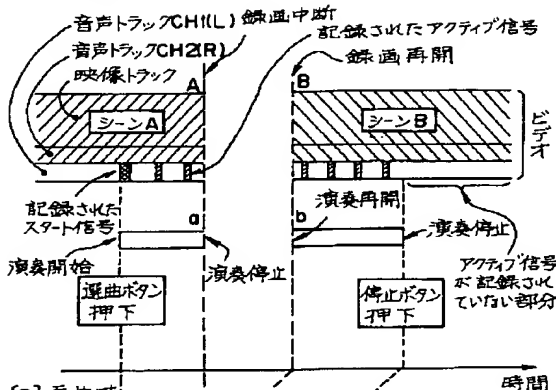 音声トラックCH1(L)
録画中断
記録されたアクティブ信号
音声トラックCH2(R)
録画再開
映像トラック
A
B
シーンA
シーンB
ビデオ
記録された
スタート信号
a
b
演奏再開
演奏開始
演奏停止
演奏停止
アクティブ信号
が記録され
ていない部分
選曲ボタン
押下
停止ボタン
押下
時間